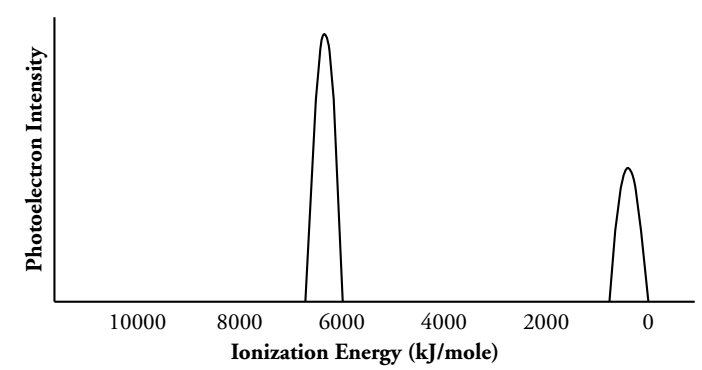 Photoelectron Intensity
10000 8000 6000 4000 2000 0
Ionization Energy (kJ/mole)